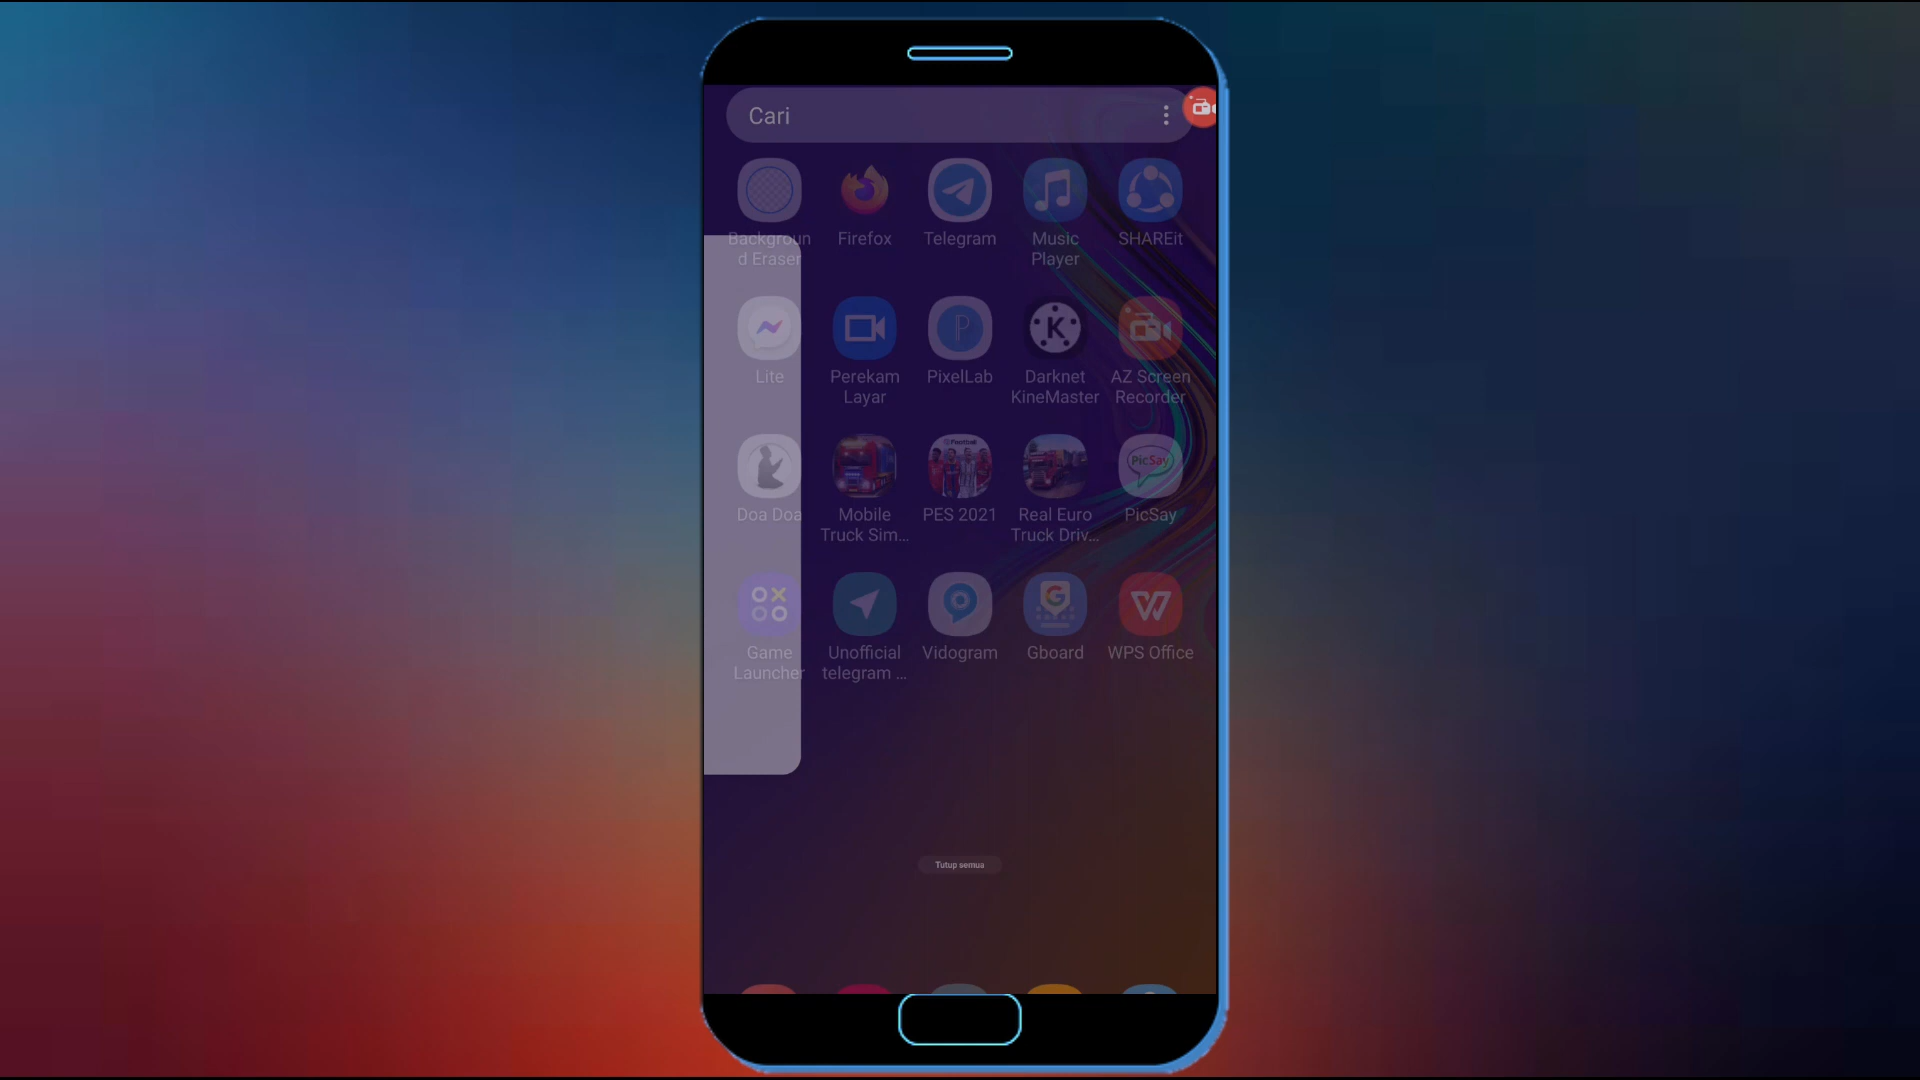 Cari
Backgroun
d Eraser
Firefox
Telegram
Music
Player
SHAREit
Lite
Perekam
Layar
P
PixelLab
K
Darknet
KineMaster
AZ Screen
Recorder
Doa Doa
Mobile
Truck Sim...
Football
PES 2021
Real Euro
Truck Driv...
PicSay
PicSay
Game
Launcher
Unofficial
telegram ...
Vidogram
G
Gboard
W
WPS Office
Tutup semua